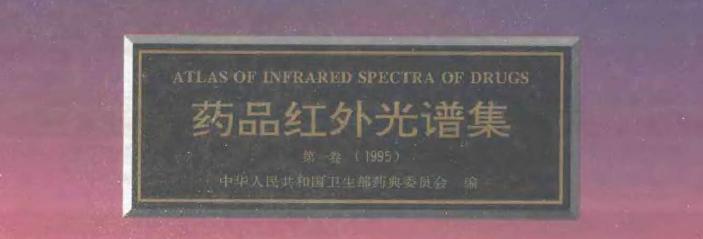 ATLAS OF INFRARED SPECTRA OF DRUGS
药品红外光谱集
第一卷 (1995)
中华人民共和国卫生部药典委员会 编